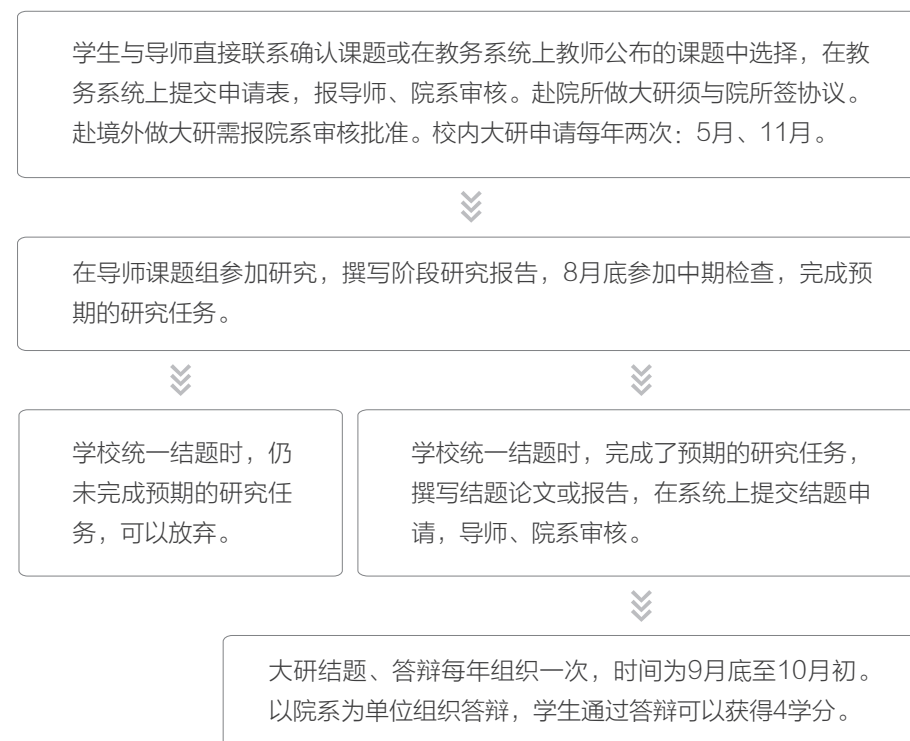 学生与导师直接联系确认课题或在教务系统上教师公布的课题中选择，在教
务系统上提交申请表，报导师、院系审核。赴院所做大研须与院所签协议。
赴境外做大研需报院系审核批准。校内大研申请每年两次：5月、11月。
在导师课题组参加研究，撰写阶段研究报告，8月底参加中期检查，完成预
期的研究任务。
学校统一结题时，仍
未完成预期的研究任
务，可以放弃。
学校统一结题时，完成了预期的研究任务，
撰写结题论文或报告，在系统上提交结题申
请，导师、院系审核。
大研结题、答辩每年组织一次，时间为9月底至10月初。
以院系为单位组织答辩，学生通过答辩可以获得4学分。